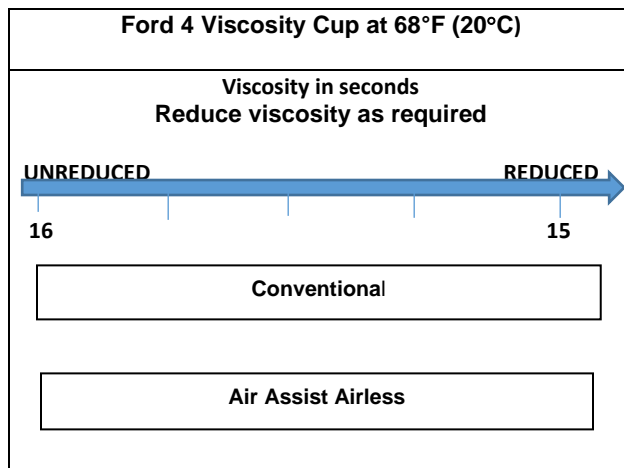 Ford 4 Viscosity Cup at 68°F (20°C)
Viscosity in seconds
Reduce viscosity as required
UNREDUCED REDUCED
16 15
Conventional
Air Assist Airless